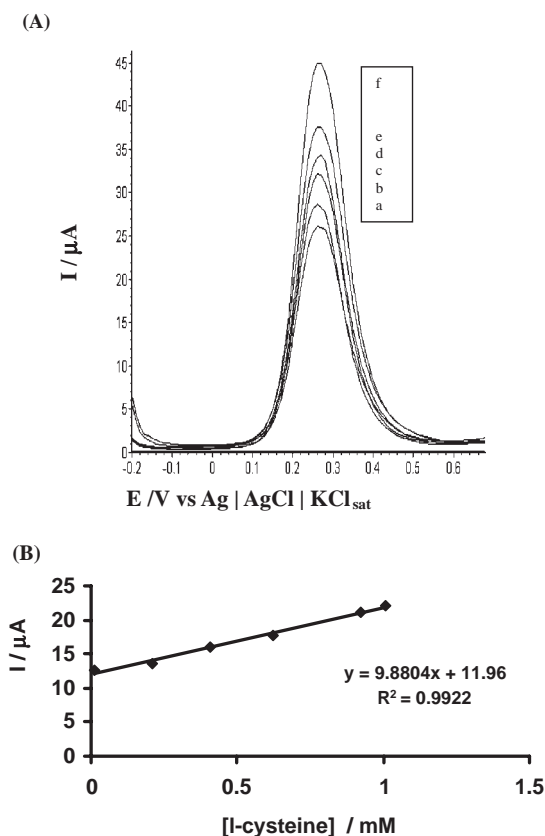 (A)
45
40
35
30
25
20
15
10
5
0
I / µA
f
e
d
c
b
a
-0.2 -0.1 0 0.1 0.2 0.3 0.4 0.5 0.6
E /V vs Ag | AgCl | KCl sat
(B)
25
20
15
10
5
0
I / µA
y = 9.8804x + 11.96
R² = 0.9922
0 0.5 1 1.5
[l-cysteine] / mM